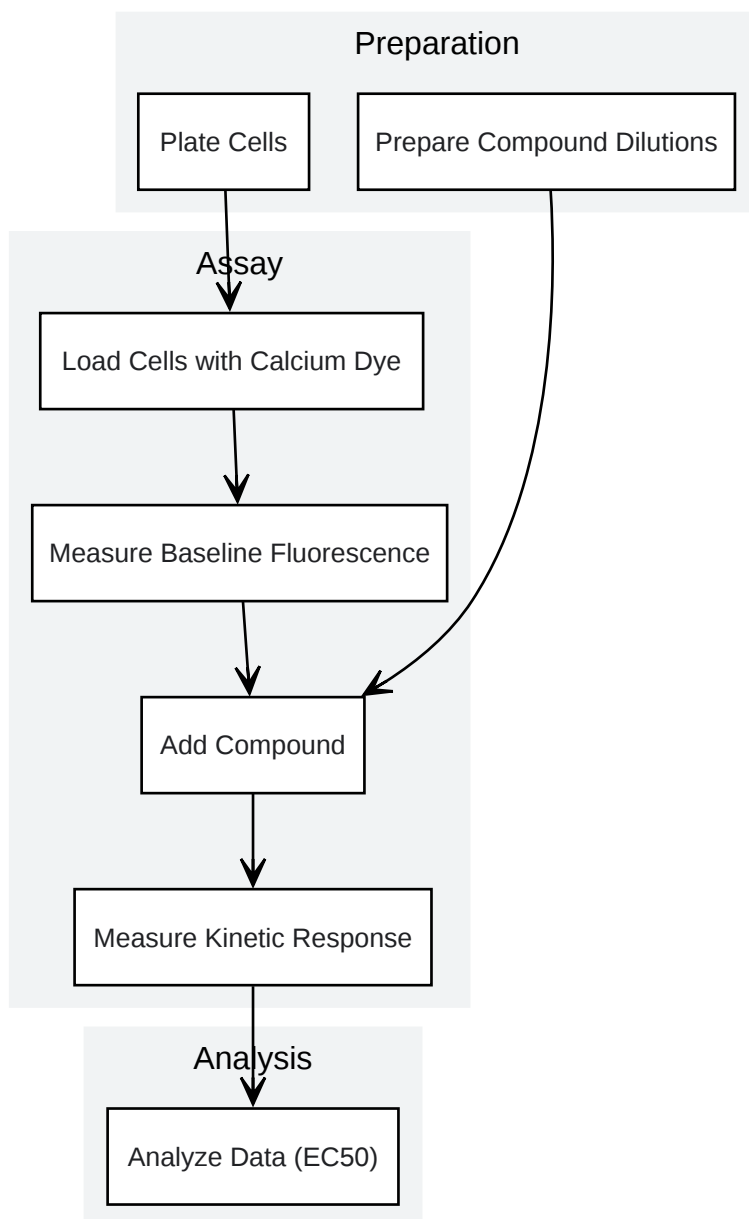 Preparation
Plate Cells
Prepare Compound Dilutions
Assay
Load Cells with Calcium Dye
Measure Baseline Fluorescence
Add Compound
Measure Kinetic Response
Analysis
Analyze Data (EC50)